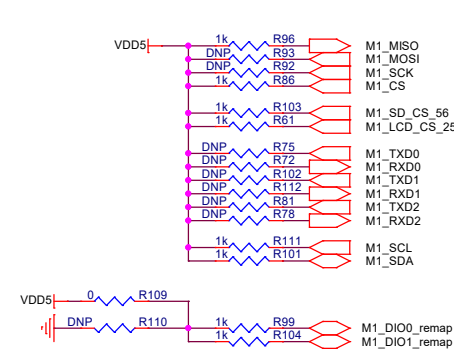 1k R96 M1_MISO
VDD5
DNP R93 M1_MOSI
DNP R92 M1_SCK
1k R86 M1_CS
1k R103 M1_SD_CS_56
1k R61 M1_LCD_CS_25
DNP R75 M1_TXD0
DNP R72 M1_RXD0
DNP R102 M1_TXD1
DNP R112 M1_RXD1
DNP R81 M1_TXD2
DNP R78 M1_RXD2
1k R111 M1_SCL
1k R101 M1_SDA
VDD5 0 R109
DNP R110 1k R99 M1_DIO0_remap
1k R104 M1_DIO1_remap